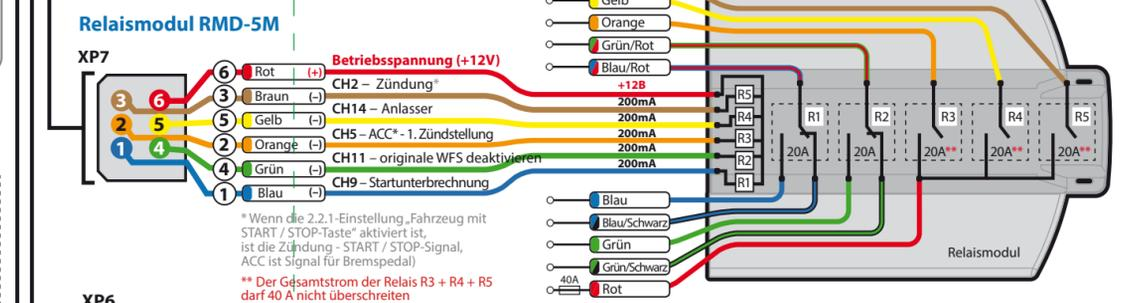 Relaismodul RMD-5M
XP7
3 6
2 5
1 4
6 Rot (+) Betriebsspannung (+12V)
3 Braun (–) CH2 – Zündung*
5 Gelb (–) CH14 – Anlasser
2 Orange (–) CH5 – ACC* - 1. Zündstellung
4 Grün (–) CH11 – originale WFS deaktivieren
1 Blau (–) CH9 – Startunterbrechnung
* Wenn die 2.2.1-Einstellung „Fahrzeug mit
START / STOP-Taste“ aktiviert ist,
ist die Zündung - START / STOP-Signal,
ACC ist Signal für Bremspedal)
** Der Gesamtstrom der Relais R3 + R4 + R5
darf 40 A nicht überschreiten
XP6
Gelb
Orange
Grün/Rot
Blau/Rot
+12B
200mA
200mA
200mA
200mA
200mA
R5
R4
R3
R2
R1
R1 R2 R3 R4 R5
20A 20A 20A** 20A** 20A**
Blau
Blau/Schwarz
Grün
Grün/Schwarz
40A Rot
Relaismodul